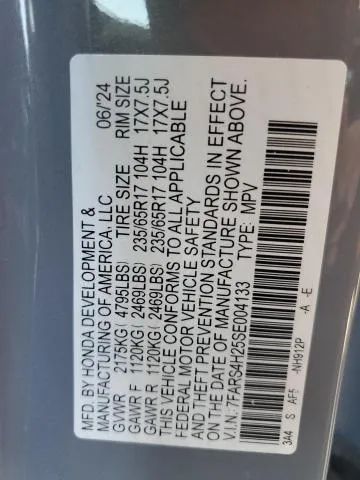 MFD. BY HONDA DEVELOPMENT &
MANUFACTURING OF AMERICA, LLC 06/24
GVWR 2175KG( 4795LBS) TIRE SIZE RIM SIZE
GAWR F 1120KG( 2469LBS) 235/65R17 104H 17X7.5J
GAWR R 1120KG( 2469LBS) 235/65R17 104H 17X7.5J
THIS VEHICLE CONFORMS TO ALL APPLICABLE
FEDERAL MOTOR VEHICLE SAFETY
AND THEFT PREVENTION STANDARDS IN EFFECT
ON THE DATE OF MANUFACTURE SHOWN ABOVE.
V.I.N.: 7FARS4H25SE004133 TYPE: MPV
3A4 S AF5 -NH912P -A -E